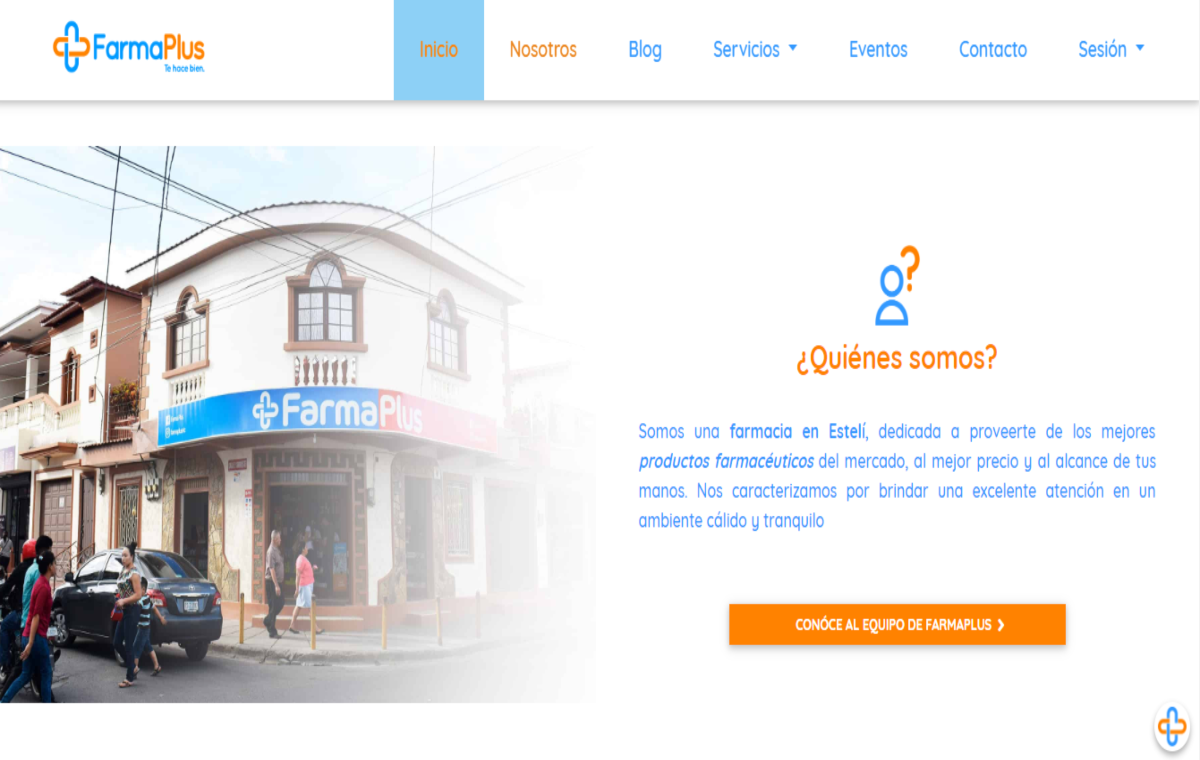 FarmaPlus
Te hace bien.
Inicio Nosotros Blog Servicios Eventos Contacto Sesión
FarmaPlus
¿Quiénes somos?
Somos una farmacia en Estelí, dedicada a proveerte de los mejores
productos farmacéuticos del mercado, al mejor precio y al alcance de tus
manos. Nos caracterizamos por brindar una excelente atención en un
ambiente cálido y tranquilo
CONÓCE AL EQUIPO DE FARMAPLUS ❯